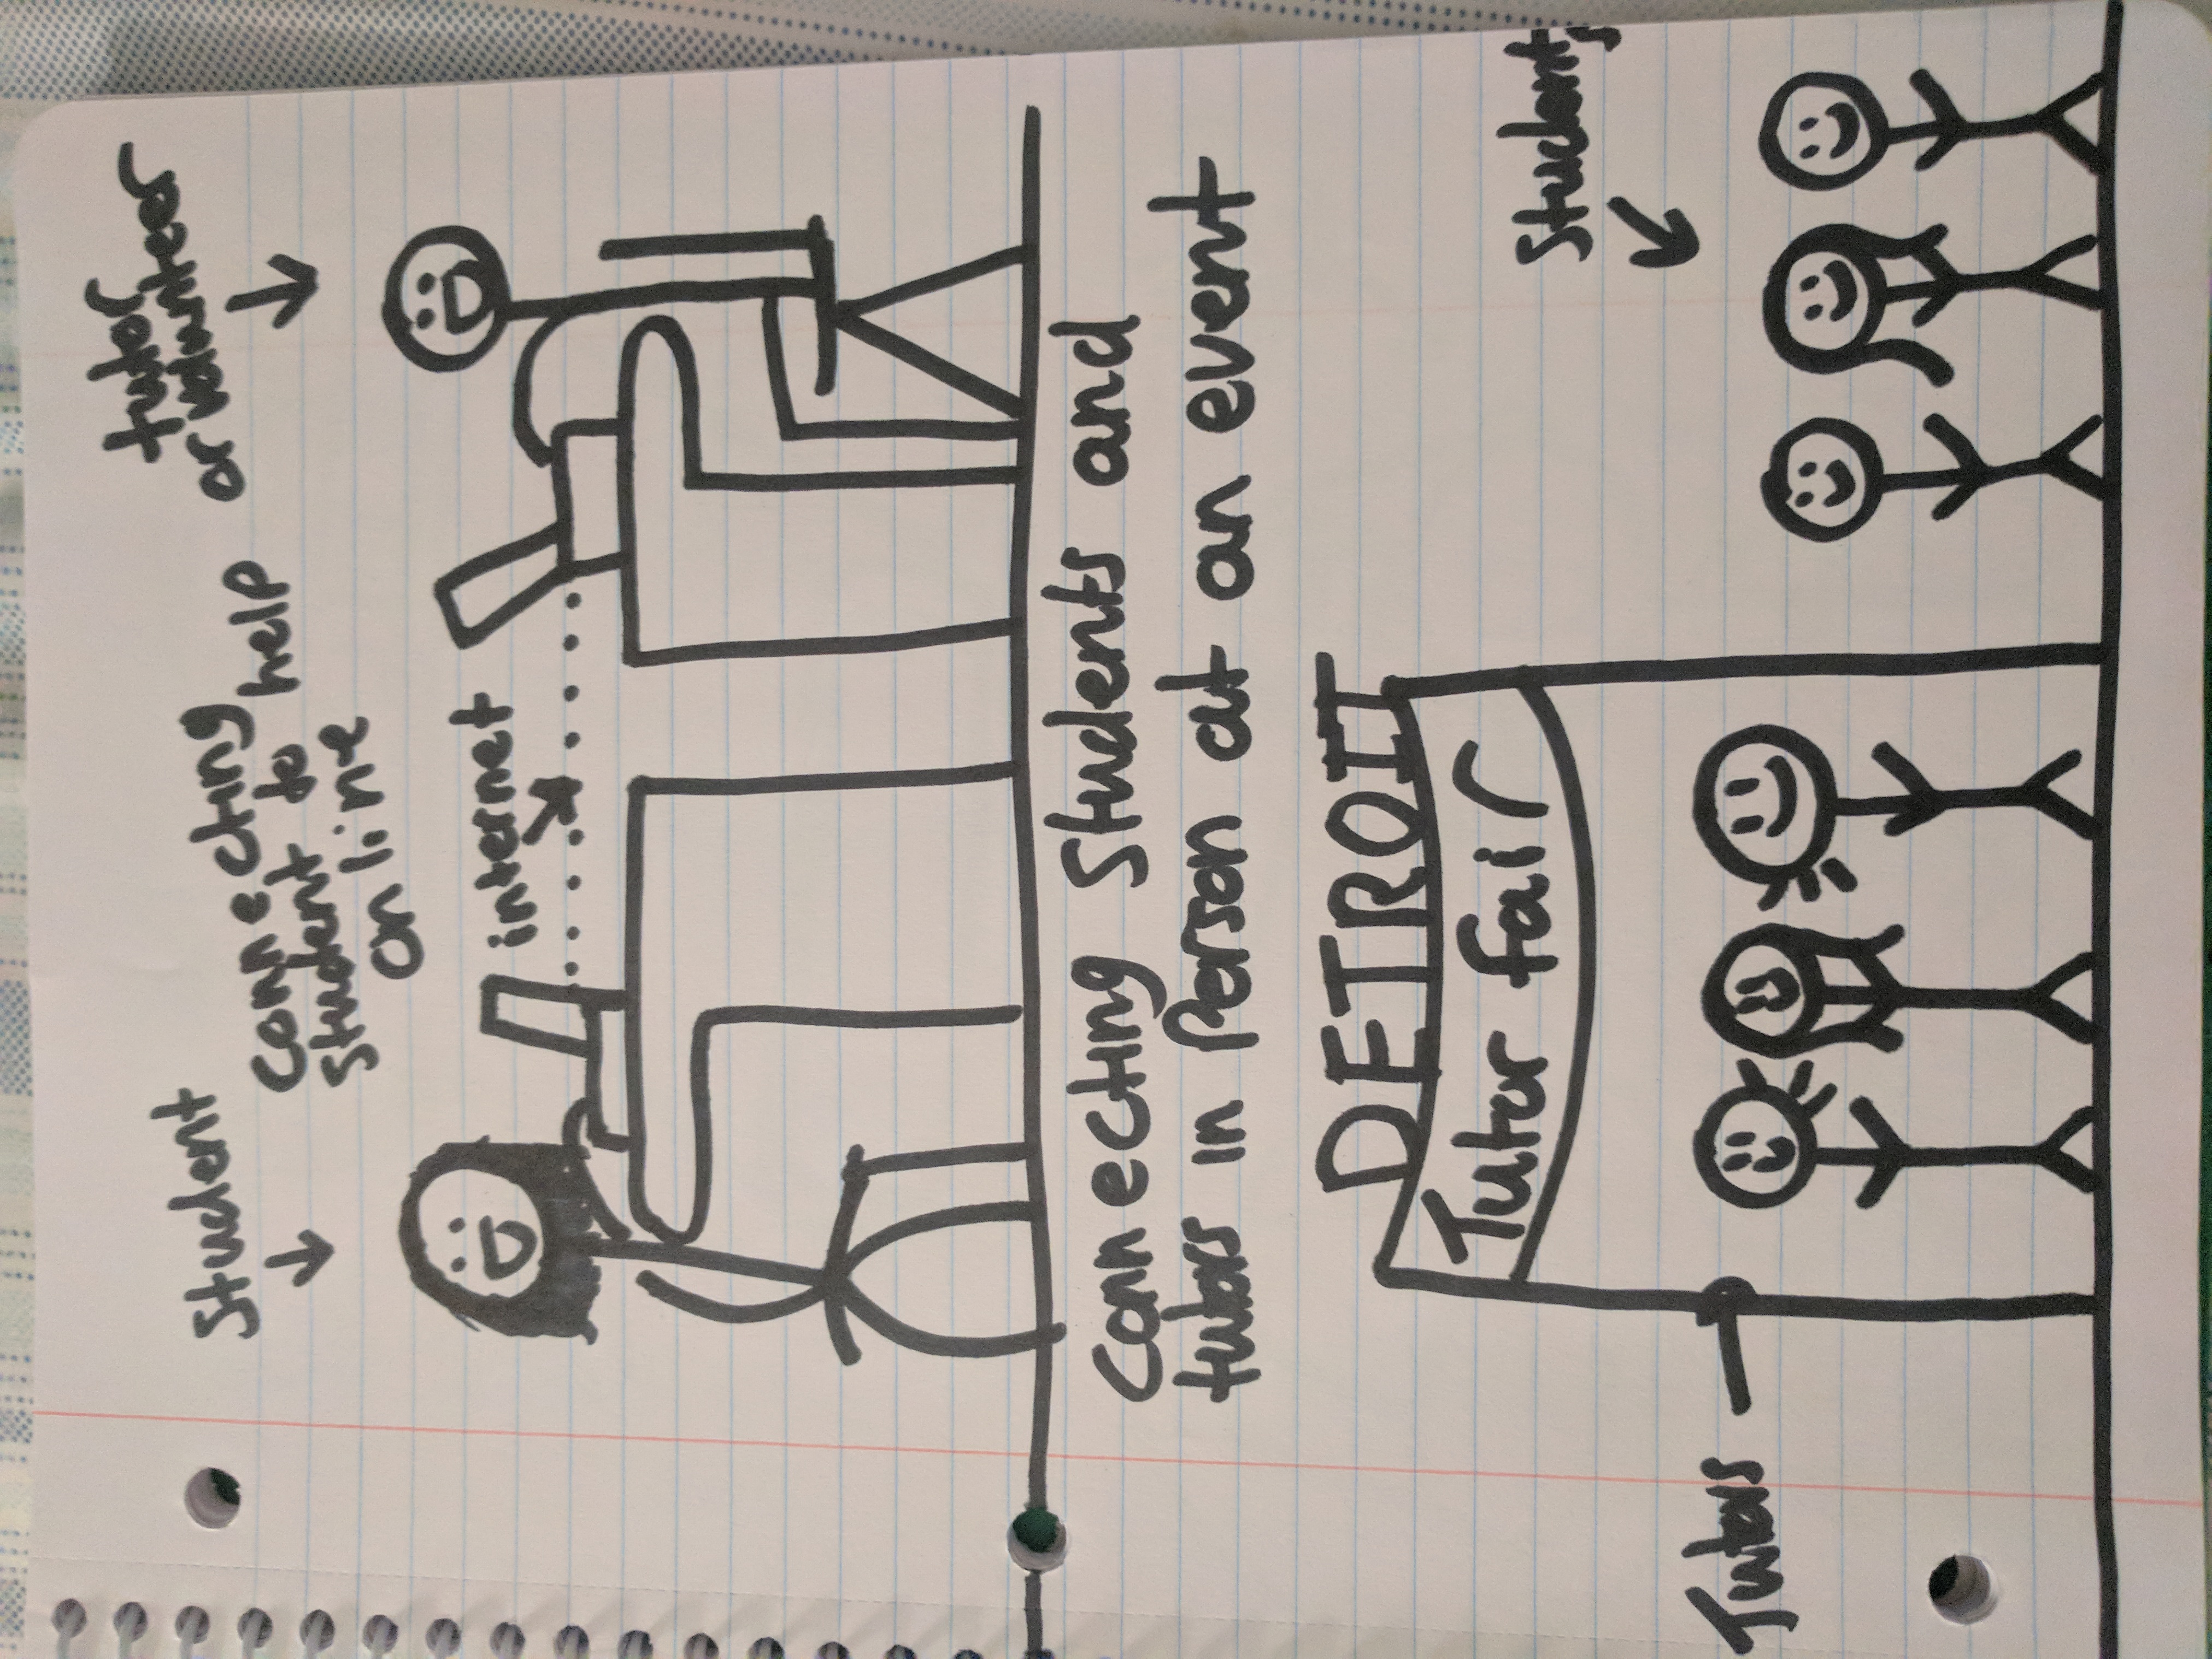 Student
Connecting
student to help
online
tutor
or volunteer
internet
Connecting Students and
tutors in Person at an event
DETROIT
Tutor fair
Students
Tutors